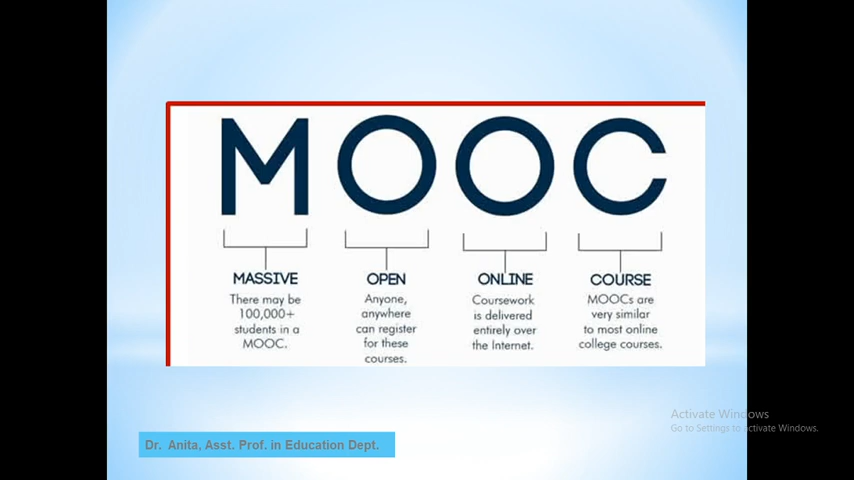 MOOC
MASSIVE
There may be
100,000+
students in a
MOOC.
OPEN
Anyone,
anywhere
can register
for these
courses.
ONLINE
Coursework
is delivered
entirely over
the Internet.
COURSE
MOOCs are
very similar
to most online
college courses.
Activate Windows
Go to Settings to activate Windows.
Dr. Anita, Asst. Prof. in Education Dept.